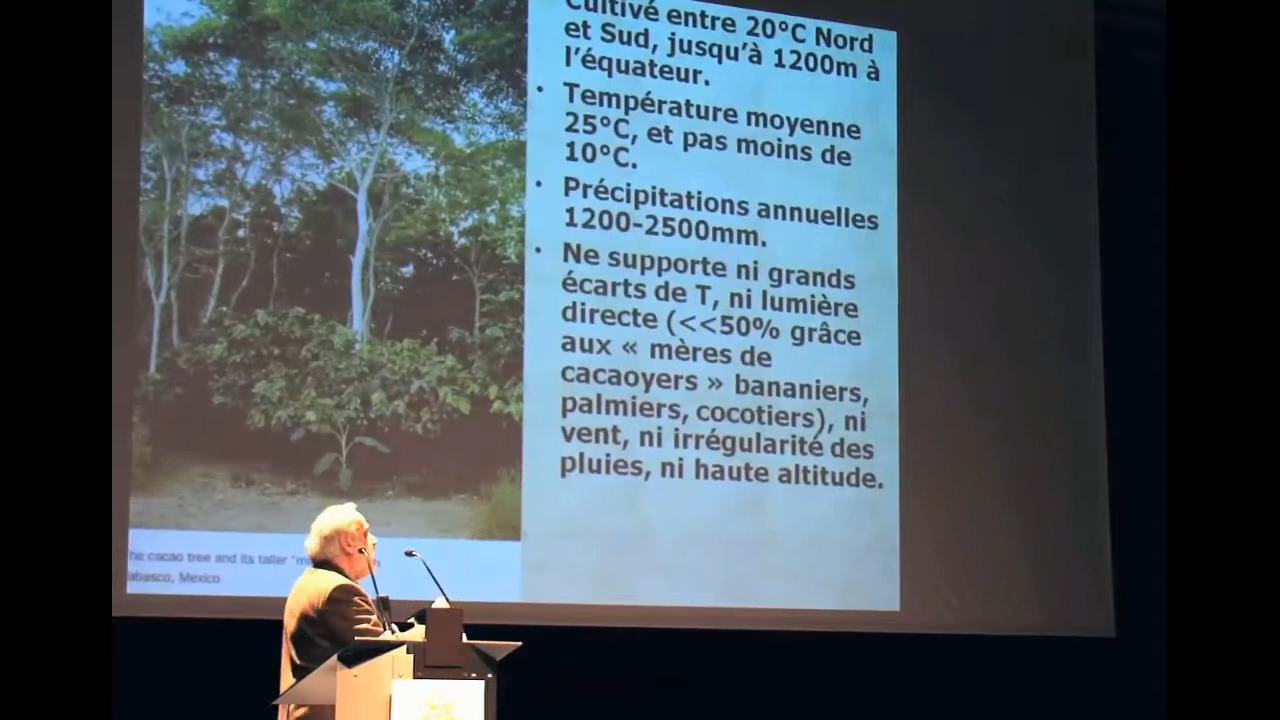 Cultivé entre 20°C Nord
et Sud, jusqu'à 1200m à
l'équateur.
• Température moyenne
25°C, et pas moins de
10°C.
• Précipitations annuelles
1200-2500mm.
• Ne supporte ni grands
écarts de T, ni lumière
directe (<<50% grâce
aux « mères de
cacaoyers » bananiers,
palmiers, cocotiers), ni
vent, ni irrégularité des
pluies, ni haute altitude.
he cacao tree and its taller
abasco, Mexico